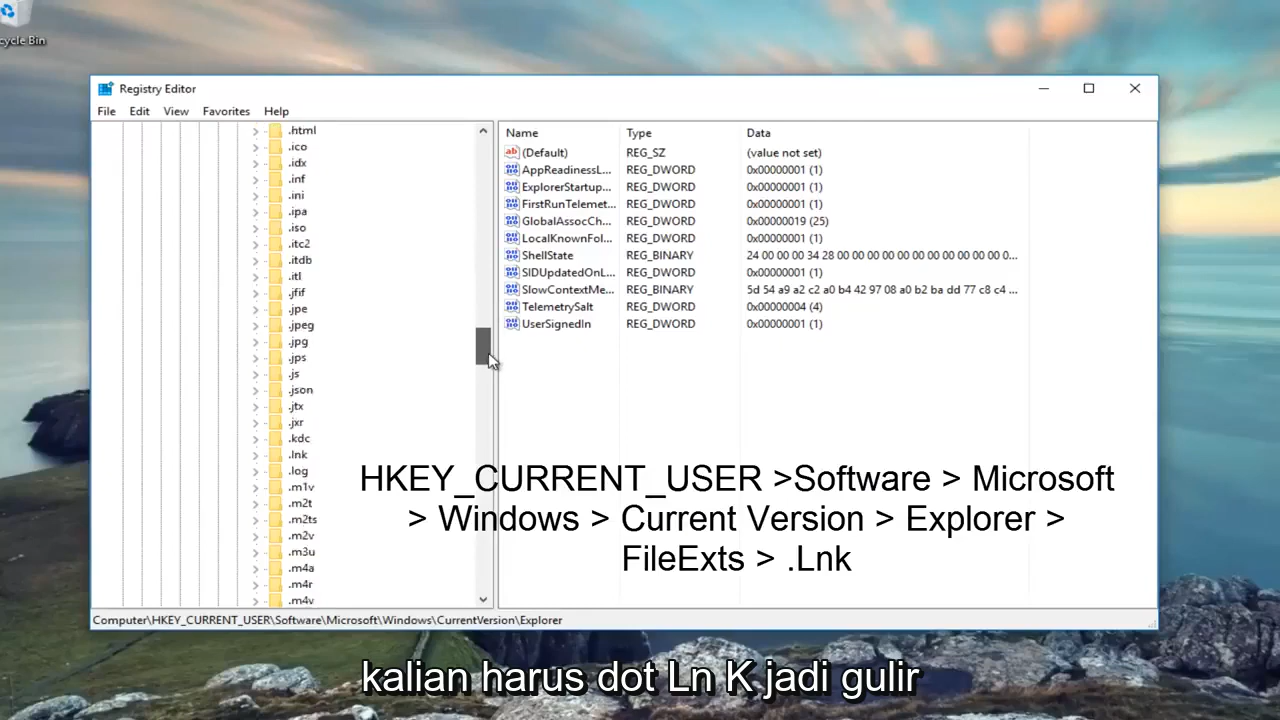 cycle Bin
Registry Editor
File Edit View Favorites Help
.html
.ico
.idx
.inf
.ini
.ipa
.iso
.itc2
.itdb
.itl
.jfif
.jpe
.jpeg
.jpg
.jps
.js
.json
.jtx
.jxr
.kdc
.lnk
.log
.m1v
.m2t
.m2ts
.m2v
.m3u
.m4a
.m4r
.m4v
Name Type Data
ab (Default) REG_SZ (value not set)
AppReadinessL... REG_DWORD 0x00000001 (1)
ExplorerStartup... REG_DWORD 0x00000001 (1)
FirstRunTelemet... REG_DWORD 0x00000001 (1)
GlobalAssocCh... REG_DWORD 0x00000019 (25)
LocalKnownFol... REG_DWORD 0x00000001 (1)
ShellState REG_BINARY 24 00 00 00 34 28 00 00 00 00 00 00 00 00 00 00 0...
SIDUpdatedOnL... REG_DWORD 0x00000001 (1)
SlowContextMe... REG_BINARY 5d 54 a9 a2 c2 a0 b4 42 97 08 a0 b2 ba dd 77 c8 c4 ...
TelemetrySalt REG_DWORD 0x00000004 (4)
UserSignedIn REG_DWORD 0x00000001 (1)
HKEY_CURRENT_USER >Software > Microsoft
> Windows > Current Version > Explorer >
FileExts > .Lnk
Computer\HKEY_CURRENT_USER\Software\Microsoft\Windows\CurrentVersion\Explorer
kalian harus dot Ln K jadi gulir